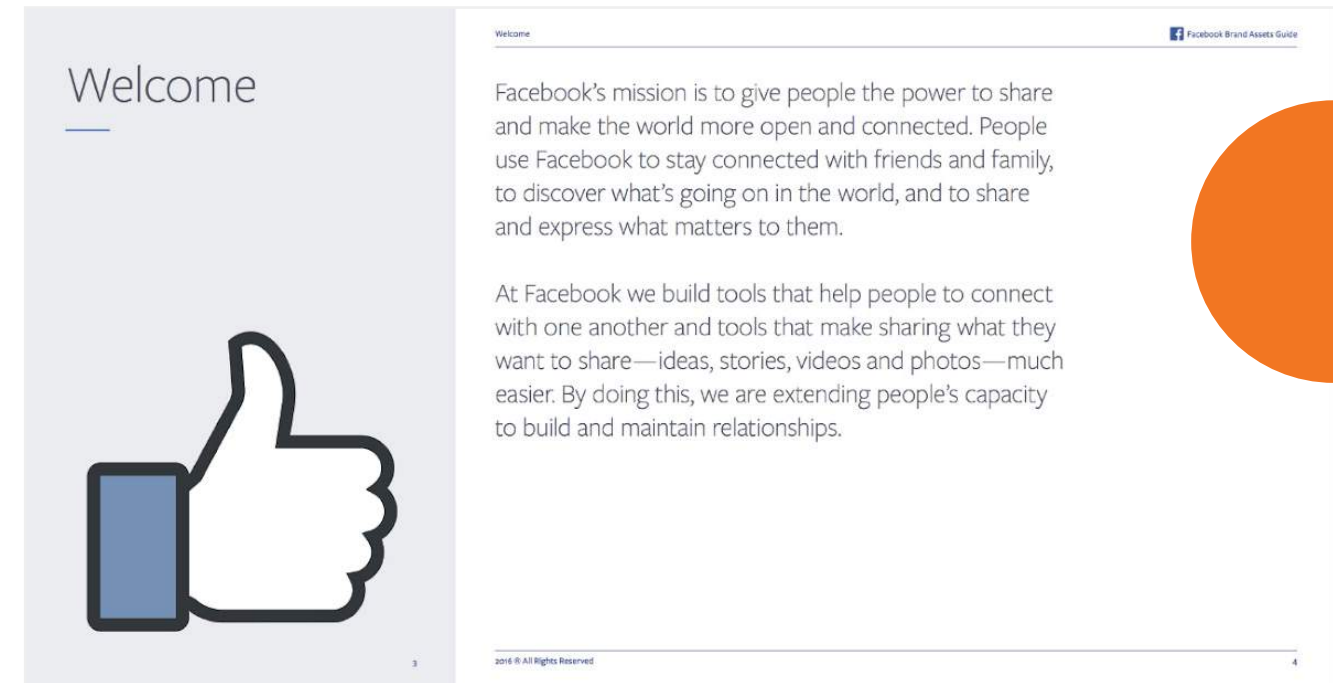 Welcome
3
Welcome
Facebook Brand Assets Guide
Facebook's mission is to give people the power to share
and make the world more open and connected. People
use Facebook to stay connected with friends and family,
to discover what's going on in the world, and to share
and express what matters to them.
At Facebook we build tools that help people to connect
with one another and tools that make sharing what they
want to share—ideas, stories, videos and photos—much
easier. By doing this, we are extending people's capacity
to build and maintain relationships.
2016 ® All Rights Reserved
4